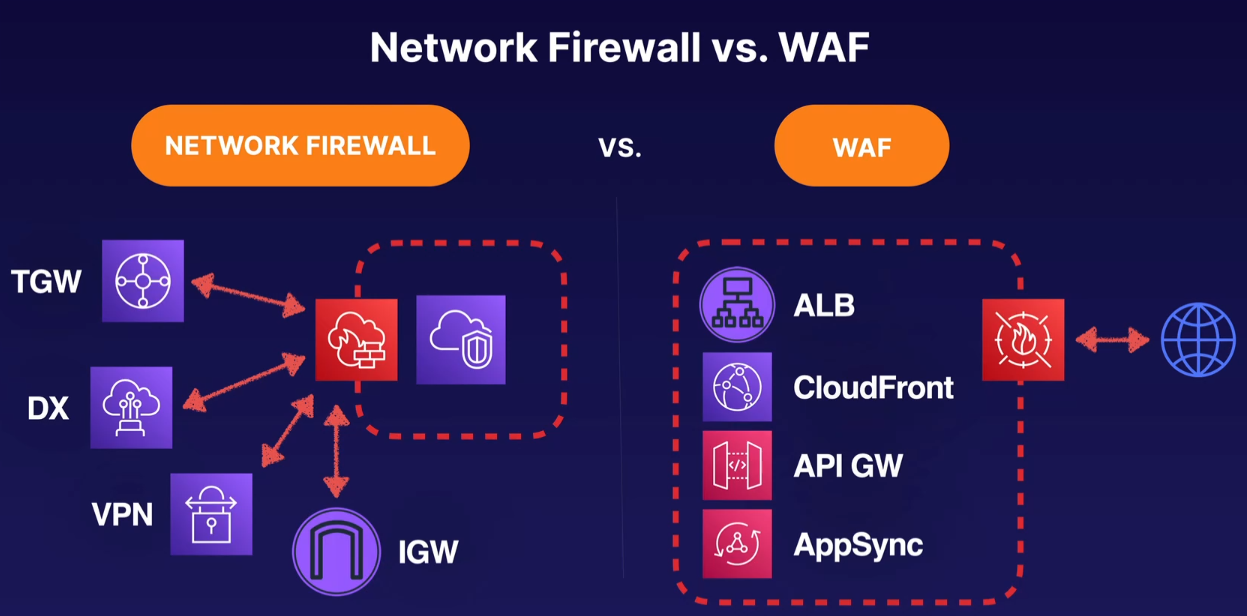 Network Firewall vs. WAF
NETWORK FIREWALL
VS.
WAF
TGW
DX
VPN
IGW
ALB
CloudFront
API GW
AppSync